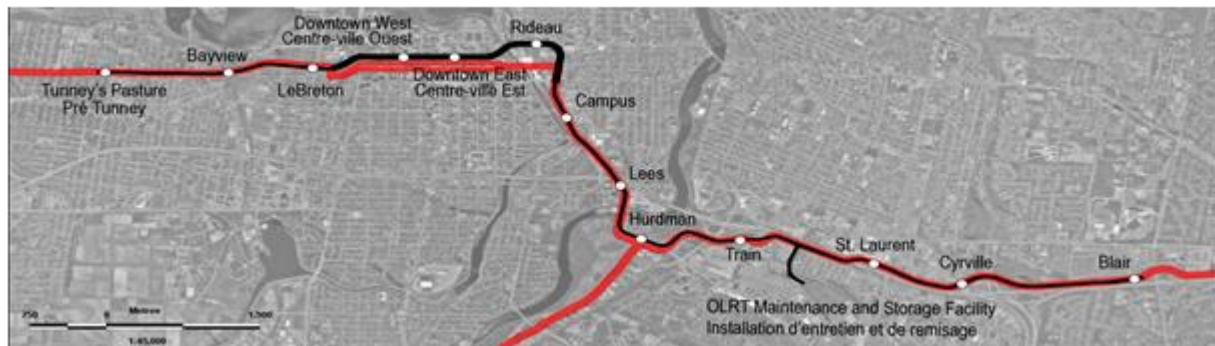 Downtown West
Centre-ville Ouest
Rideau
Bayview
Tunney's Pasture
Pré Tunney
LeBreton
Downtown East
Centre-ville Est
Campus
Lees
Hurdman
Train
St. Laurent
Cyrville
Blair
OLRT Maintenance and Storage Facility
Installation d'entretien et de remisage
Metres
750
1,500